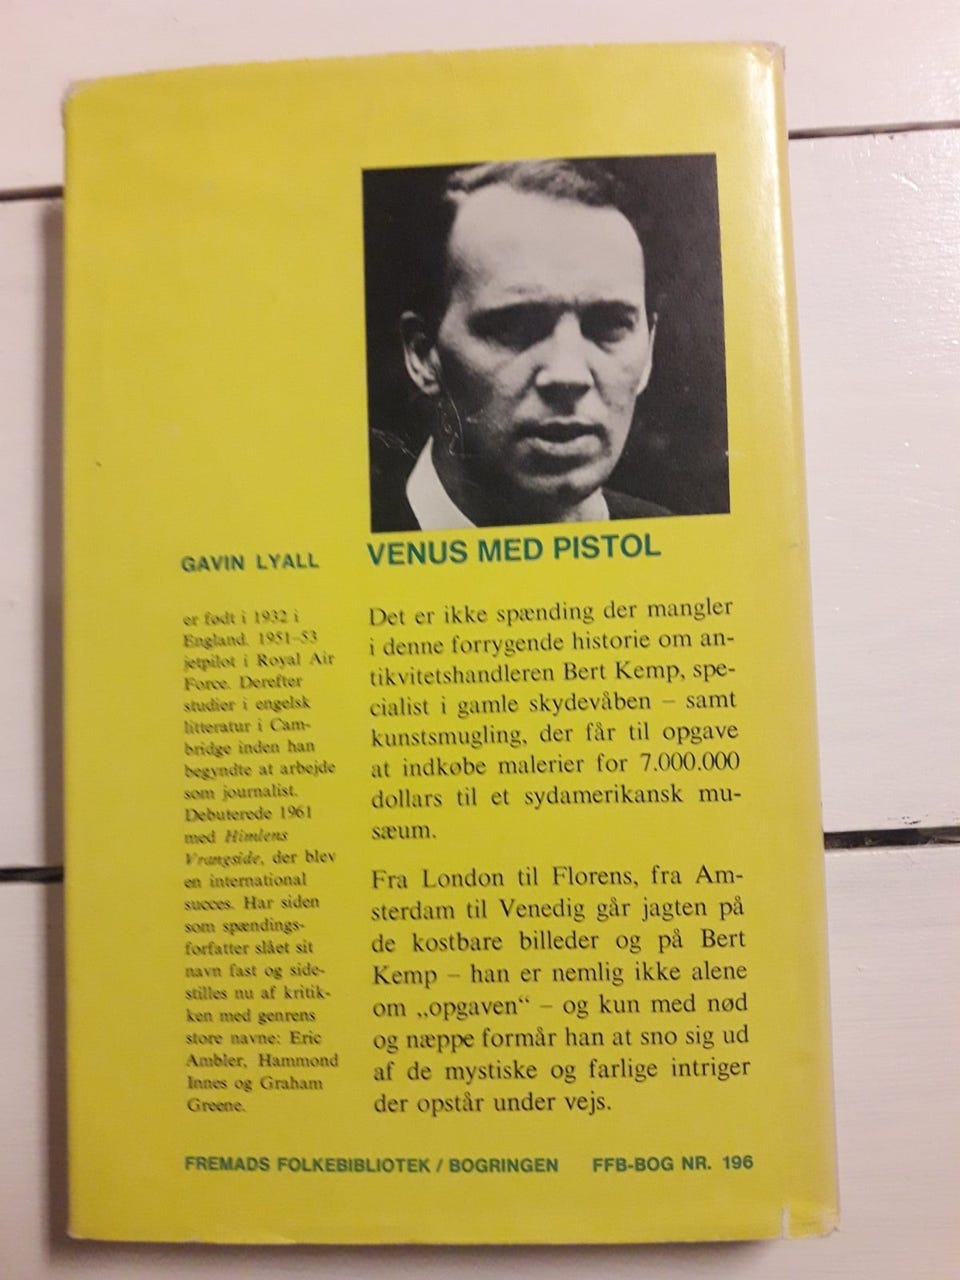 GAVIN LYALL
er født i 1932 i
England. 1951–53
jetpilot i Royal Air
Force. Derefter
studier i engelsk
litteratur i Cam-
bridge inden han
begyndte at arbejde
som journalist.
Debuterede 1961
med Himlens
Vrangside, der blev
en international
succes. Har siden
som spændings-
forfatter slået sit
navn fast og side-
stilles nu af kritik-
ken med genrens
store navne: Eric
Ambler, Hammond
Innes og Graham
Greene.
VENUS MED PISTOL
Det er ikke spænding der mangler
i denne forrygende historie om an-
tikvitetshandleren Bert Kemp, spe-
cialist i gamle skydevåben – samt
kunstsmugling, der får til opgave
at indkøbe malerier for 7.000.000
dollars til et sydamerikansk mu-
sæum.
Fra London til Florens, fra Am-
sterdam til Venedig går jagten på
de kostbare billeder og på Bert
Kemp – han er nemlig ikke alene
om „opgaven“ – og kun med nød
og næppe formår han at sno sig ud
af de mystiske og farlige intriger
der opstår under vejs.
FREMADS FOLKEBIBLIOTEK / BOGRINGEN FFB-BOG NR. 196